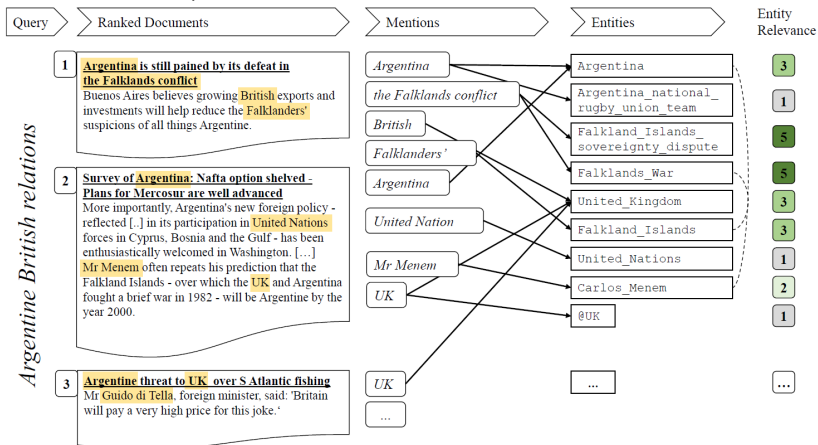 Query
Ranked Documents
Mentions
Entities
Entity
Relevance
Argentine British relations
1
Argentina is still pained by its defeat in
the Falklands conflict
Buenos Aires believes growing British exports and
investments will help reduce the Falklanders'
suspicions of all things Argentine.
2
Survey of Argentina: Nafta option shelved -
Plans for Mercosur are well advanced
More importantly, Argentina's new foreign policy -
reflected [..] in its participation in United Nations
forces in Cyprus, Bosnia and the Gulf - has been
enthusiastically welcomed in Washington. […]
Mr Menem often repeats his prediction that the
Falkland Islands - over which the UK and Argentina
fought a brief war in 1982 - will be Argentine by the
year 2000.
3
Argentine threat to UK over S Atlantic fishing
Mr Guido di Tella, foreign minister, said: 'Britain
will pay a very high price for this joke.'
Argentina
the Falklands conflict
British
Falklanders'
Argentina
United Nation
Mr Menem
UK
UK
...
Argentina
Argentina_national_
rugby_union_team
Falkland_Islands_
sovereignty_dispute
Falklands_War
United_Kingdom
Falkland_Islands
United_Nations
Carlos_Menem
@UK
...
3
1
5
5
3
3
1
2
1
...